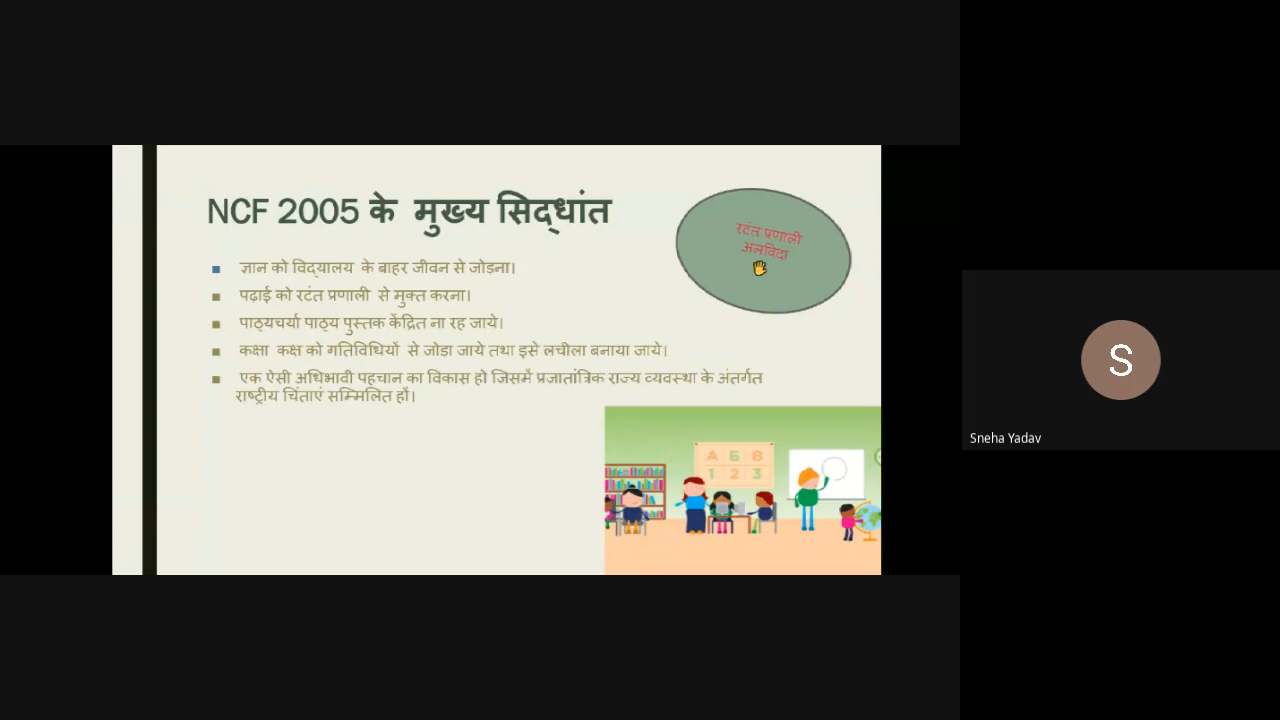 NCF 2005 के मुख्य सिद्धांत
रटंत प्रणाली
अलविदा
ज्ञान को विद्यालय के बाहर जीवन से जोडना।
पढ़ाई को रटंत प्रणाली से मुक्त करना।
पाठ्यचर्या पाठ्य पुस्तक केंद्रित ना रह जाये।
कक्षा कक्ष को गतिविधियों से जोडा जाये तथा इसे लचीला बनाया जाये।
एक ऐसी अधिभावी पहचान का विकास हो जिसमें प्रजातांत्रिक राज्य व्यवस्था के अंतर्गत
राष्ट्रीय चिंताएं सम्मिलित हों।
А Б В
1 2 3
S
Sneha Yadav